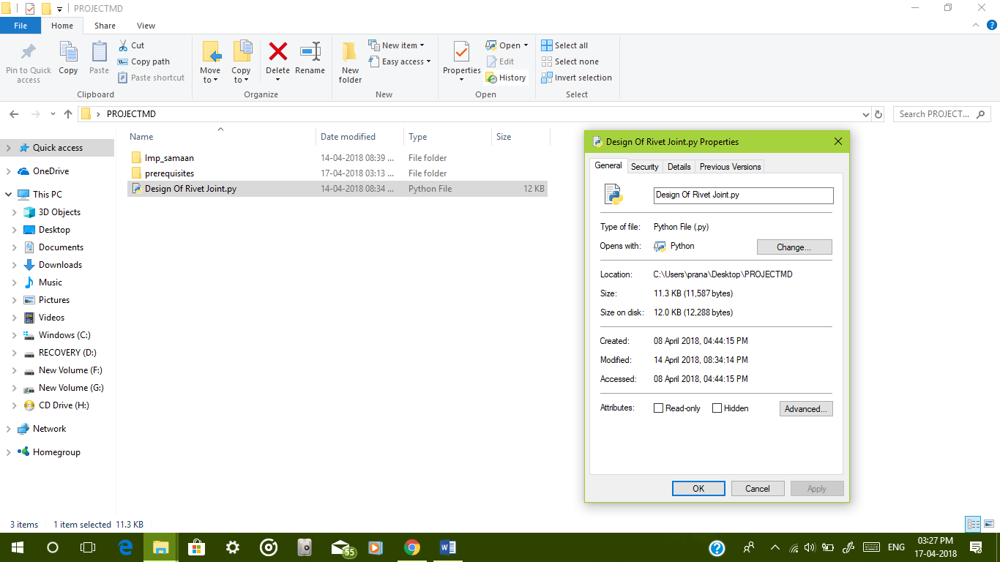 PROJECTMD
File Home Share View
Pin to Quick access
Copy
Paste
Cut
Copy path
Paste shortcut
Clipboard
Move to
Copy to
Delete
Rename
Organize
New folder
New item
Easy access
New
Properties
Open
Edit
History
Open
Select all
Select none
Invert selection
Select
PROJECTMD
Search PROJECT...
Quick access
OneDrive
This PC
3D Objects
Desktop
Documents
Downloads
Music
Pictures
Videos
Windows (C:)
RECOVERY (D:)
New Volume (F:)
New Volume (G:)
CD Drive (H:)
Network
Homegroup
Name Date modified Type Size
Imp_samaan 14-04-2018 08:39 ... File folder
prerequisites 17-04-2018 03:13 ... File folder
Design Of Rivet Joint.py 14-04-2018 08:34 ... Python File 12 KB
Design Of Rivet Joint.py Properties
General Security Details Previous Versions
Design Of Rivet Joint.py
Type of file: Python File (.py)
Opens with: Python Change...
Location: C:\Users\prana\Desktop\PROJECTMD
Size: 11.3 KB (11,587 bytes)
Size on disk: 12.0 KB (12,288 bytes)
Created: 08 April 2018, 04:44:15 PM
Modified: 14 April 2018, 08:34:14 PM
Accessed: 08 April 2018, 04:44:15 PM
Attributes: Read-only Hidden Advanced...
OK Cancel Apply
3 items 1 item selected 11.3 KB
55
ENG
03:27 PM
17-04-2018